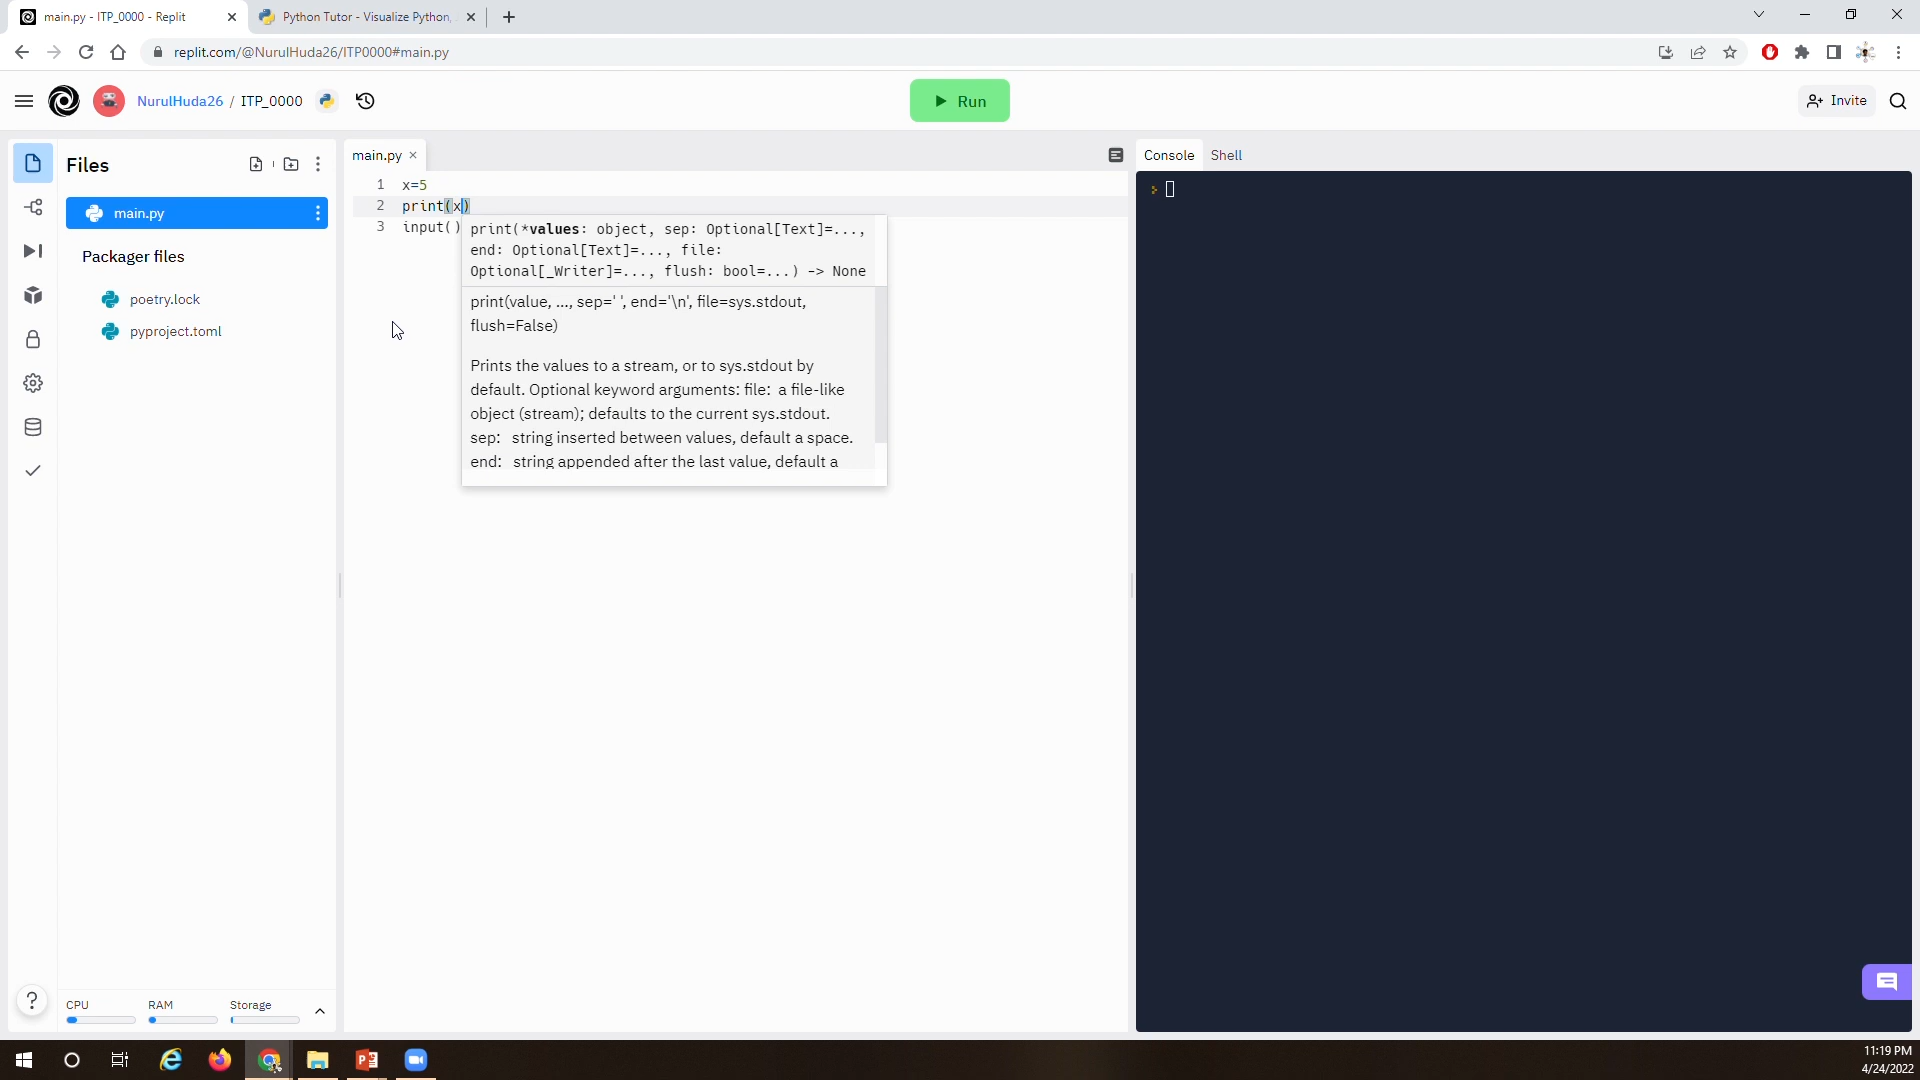 main.py - ITP_0000 - Replit
Python Tutor - Visualize Python,
replit.com/@NurulHuda26/ITP0000#main.py
NurulHuda26 / ITP_0000
Run
Invite
Files
main.py
Packager files
poetry.lock
pyproject.toml
CPU
RAM
Storage
main.py
1 x=5
2 print(x)
3 input()
print(*values: object, sep: Optional[Text]=...,
end: Optional[Text]=..., file:
Optional[_Writer]=..., flush: bool=...) -> None
print(value, ..., sep=' ', end='\n', file=sys.stdout,
flush=False)
Prints the values to a stream, or to sys.stdout by
default. Optional keyword arguments: file: a file-like
object (stream); defaults to the current sys.stdout.
sep: string inserted between values, default a space.
end: string appended after the last value, default a
Console
Shell
11:19 PM
4/24/2022